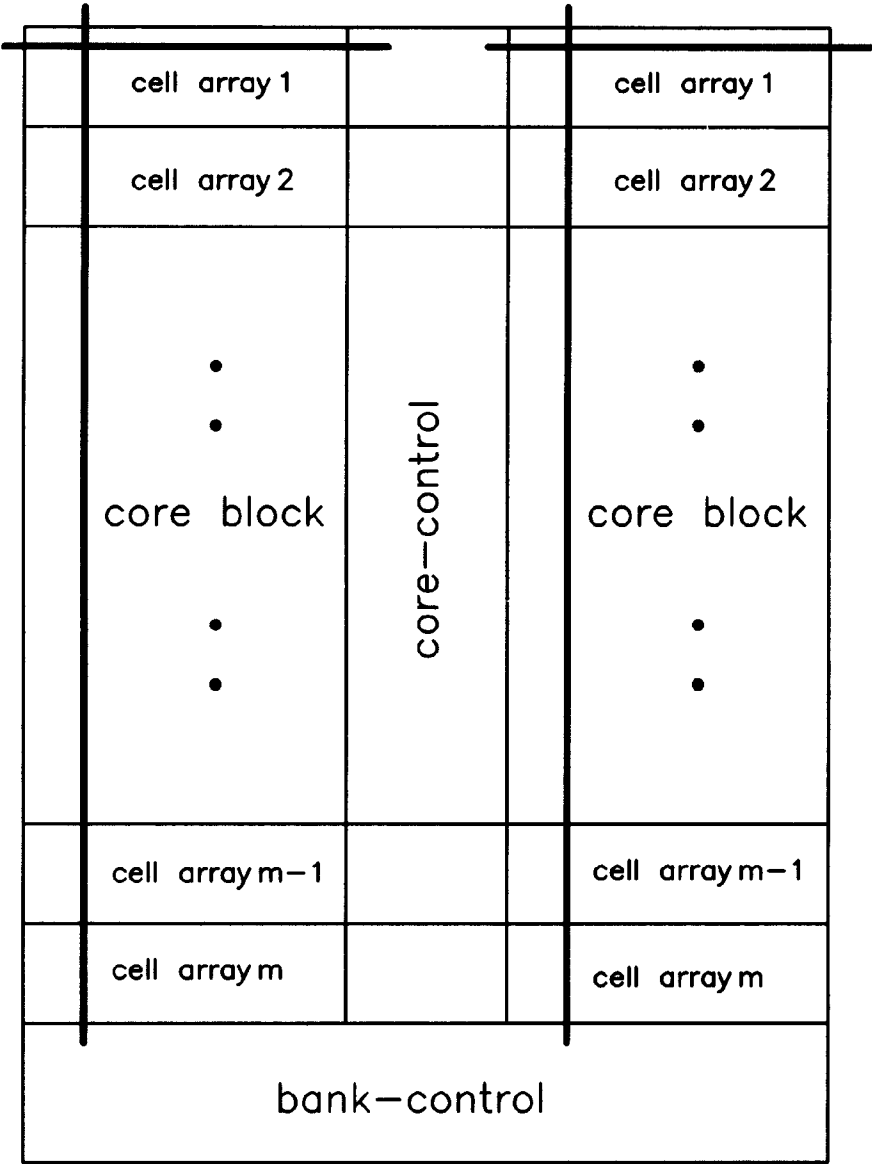 cell array 1
cell array 1
cell array 2
cell array 2
core block
core-control
core block
cell array m-1
cell array m-1
cell array m
cell array m
bank-control